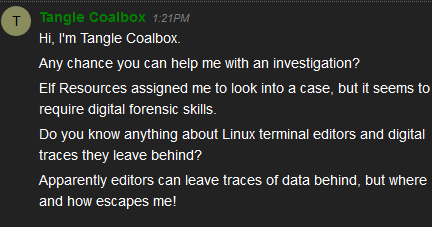 T
Tangle Coalbox 1:21PM
Hi, I'm Tangle Coalbox.
Any chance you can help me with an investigation?
Elf Resources assigned me to look into a case, but it seems to
require digital forensic skills.
Do you know anything about Linux terminal editors and digital
traces they leave behind?
Apparently editors can leave traces of data behind, but where
and how escapes me!